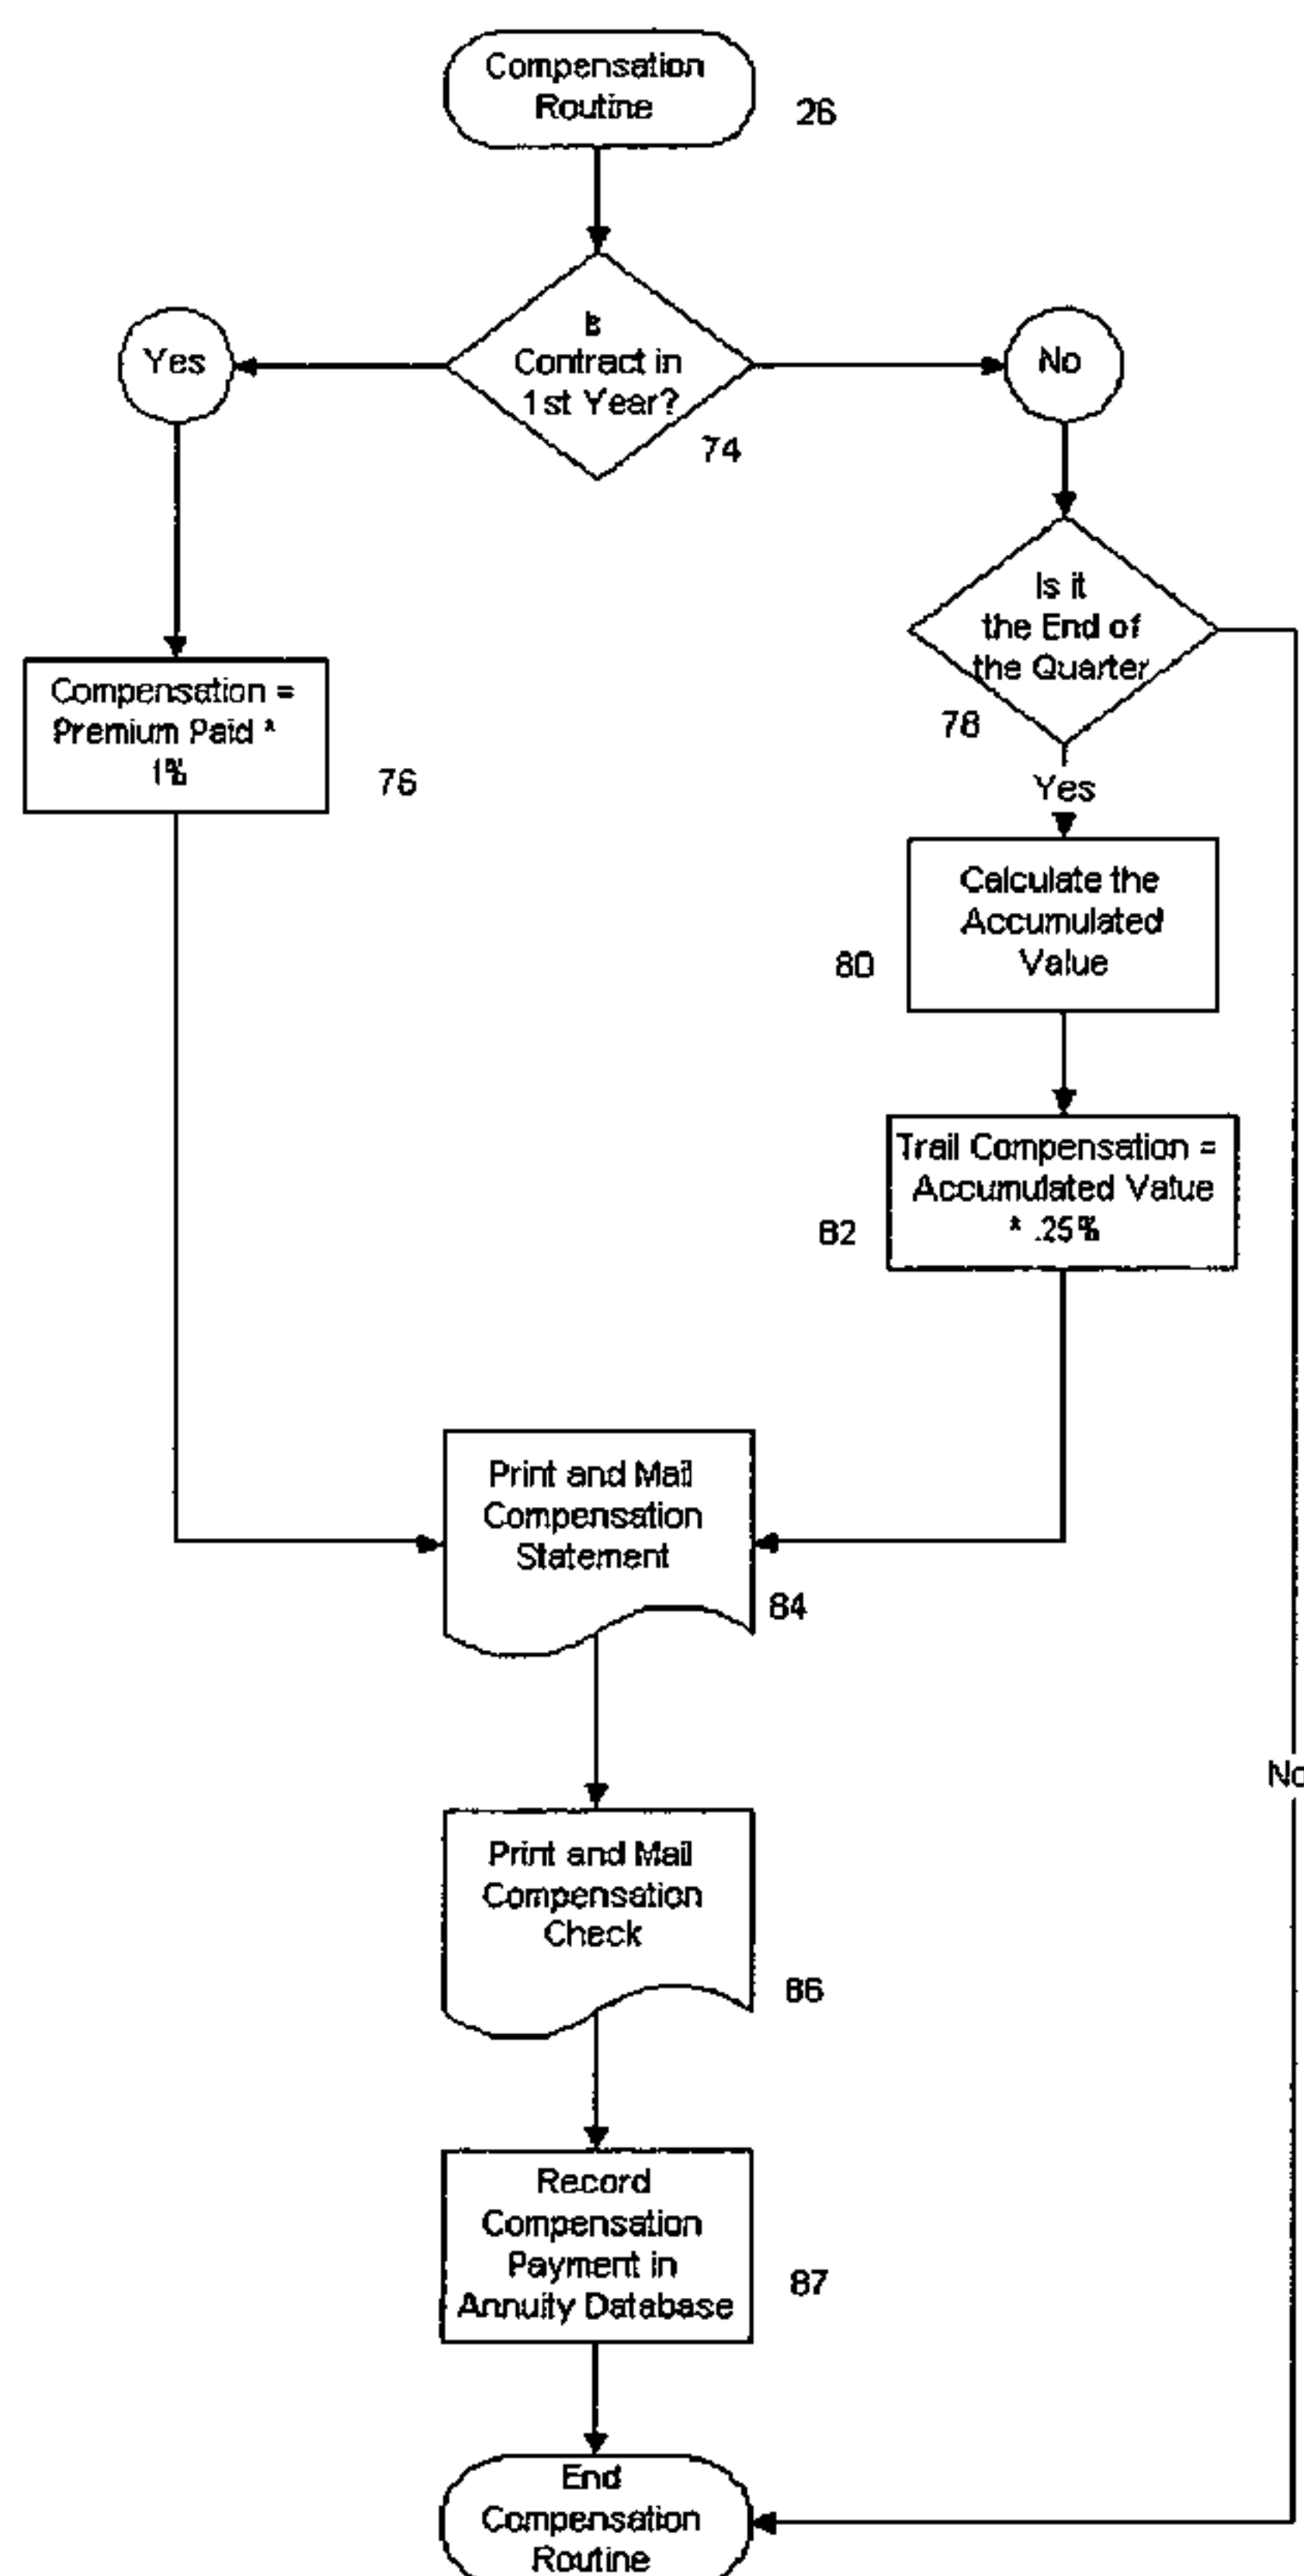 Compensation
Routine
26
Is
Contract in
1st Year?
74
Yes
No
Is it
the End of
the Quarter
78
Compensation =
Premium Paid *
1%
76
Yes
Calculate the
Accumulated
Value
80
Trail Compensation =
Accumulated Value
* .25%
82
Print and Mail
Compensation
Statement
84
No
Print and Mail
Compensation
Check
86
Record
Compensation
Payment in
Annuity Database
87
End
Compensation
Routine